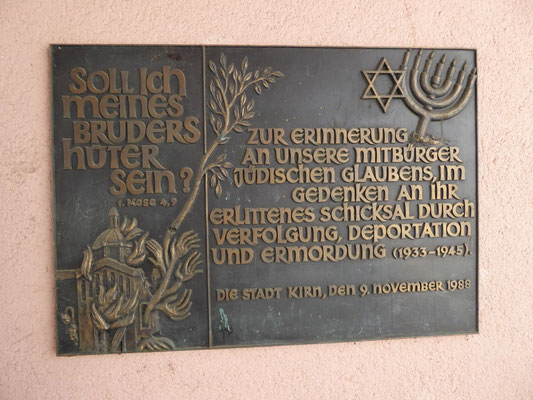 SOLL ICH
MEINES
BRUDERS
HÜTER
SEIN?
1. MOSE 4,9
ZUR ERINNERUNG
AN UNSERE MITBÜRGER
JÜDISCHEN GLAUBENS, IM
GEDENKEN AN IHR
ERLITTENES SCHICKSAL DURCH
VERFOLGUNG, DEPORTATION
UND ERMORDUNG (1933-1945).
DIE STADT KIRN, DEN 9. NOVEMBER 1988